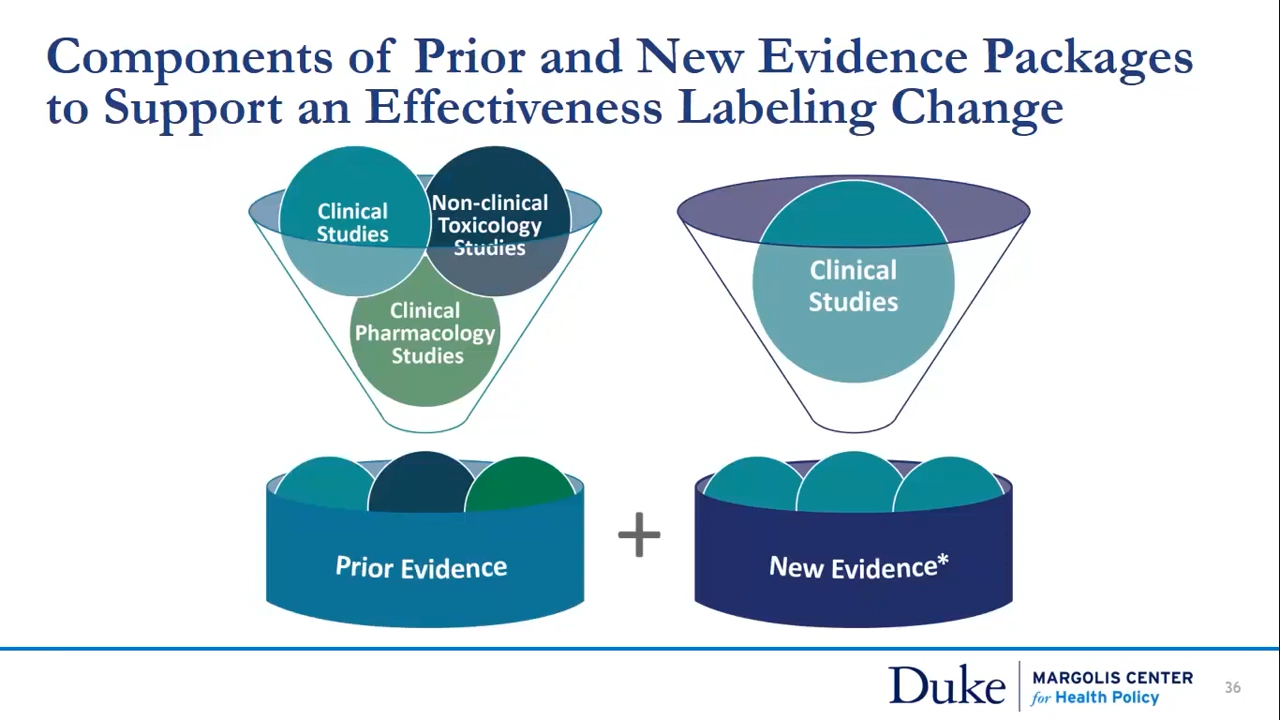 Components of Prior and New Evidence Packages
to Support an Effectiveness Labeling Change
Clinical
Studies
Non-clinical
Toxicology
Studies
Clinical
Pharmacology
Studies
Clinical
Studies
Prior Evidence
+
New Evidence*
Duke
MARGOLIS CENTER
for Health Policy
36